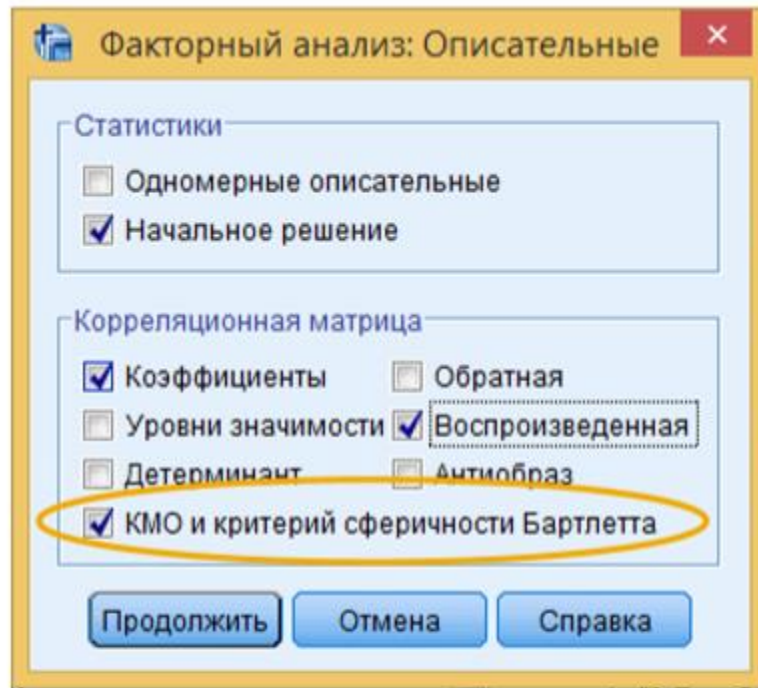 Факторный анализ: Описательные
Статистики
Одномерные описательные
Начальное решение
Корреляционная матрица
Коэффициенты Обратная
Уровни значимости Воспроизведенная
Детерминант Антиобраз
КМО и критерий сферичности Бартлетта
Продолжить Отмена Справка